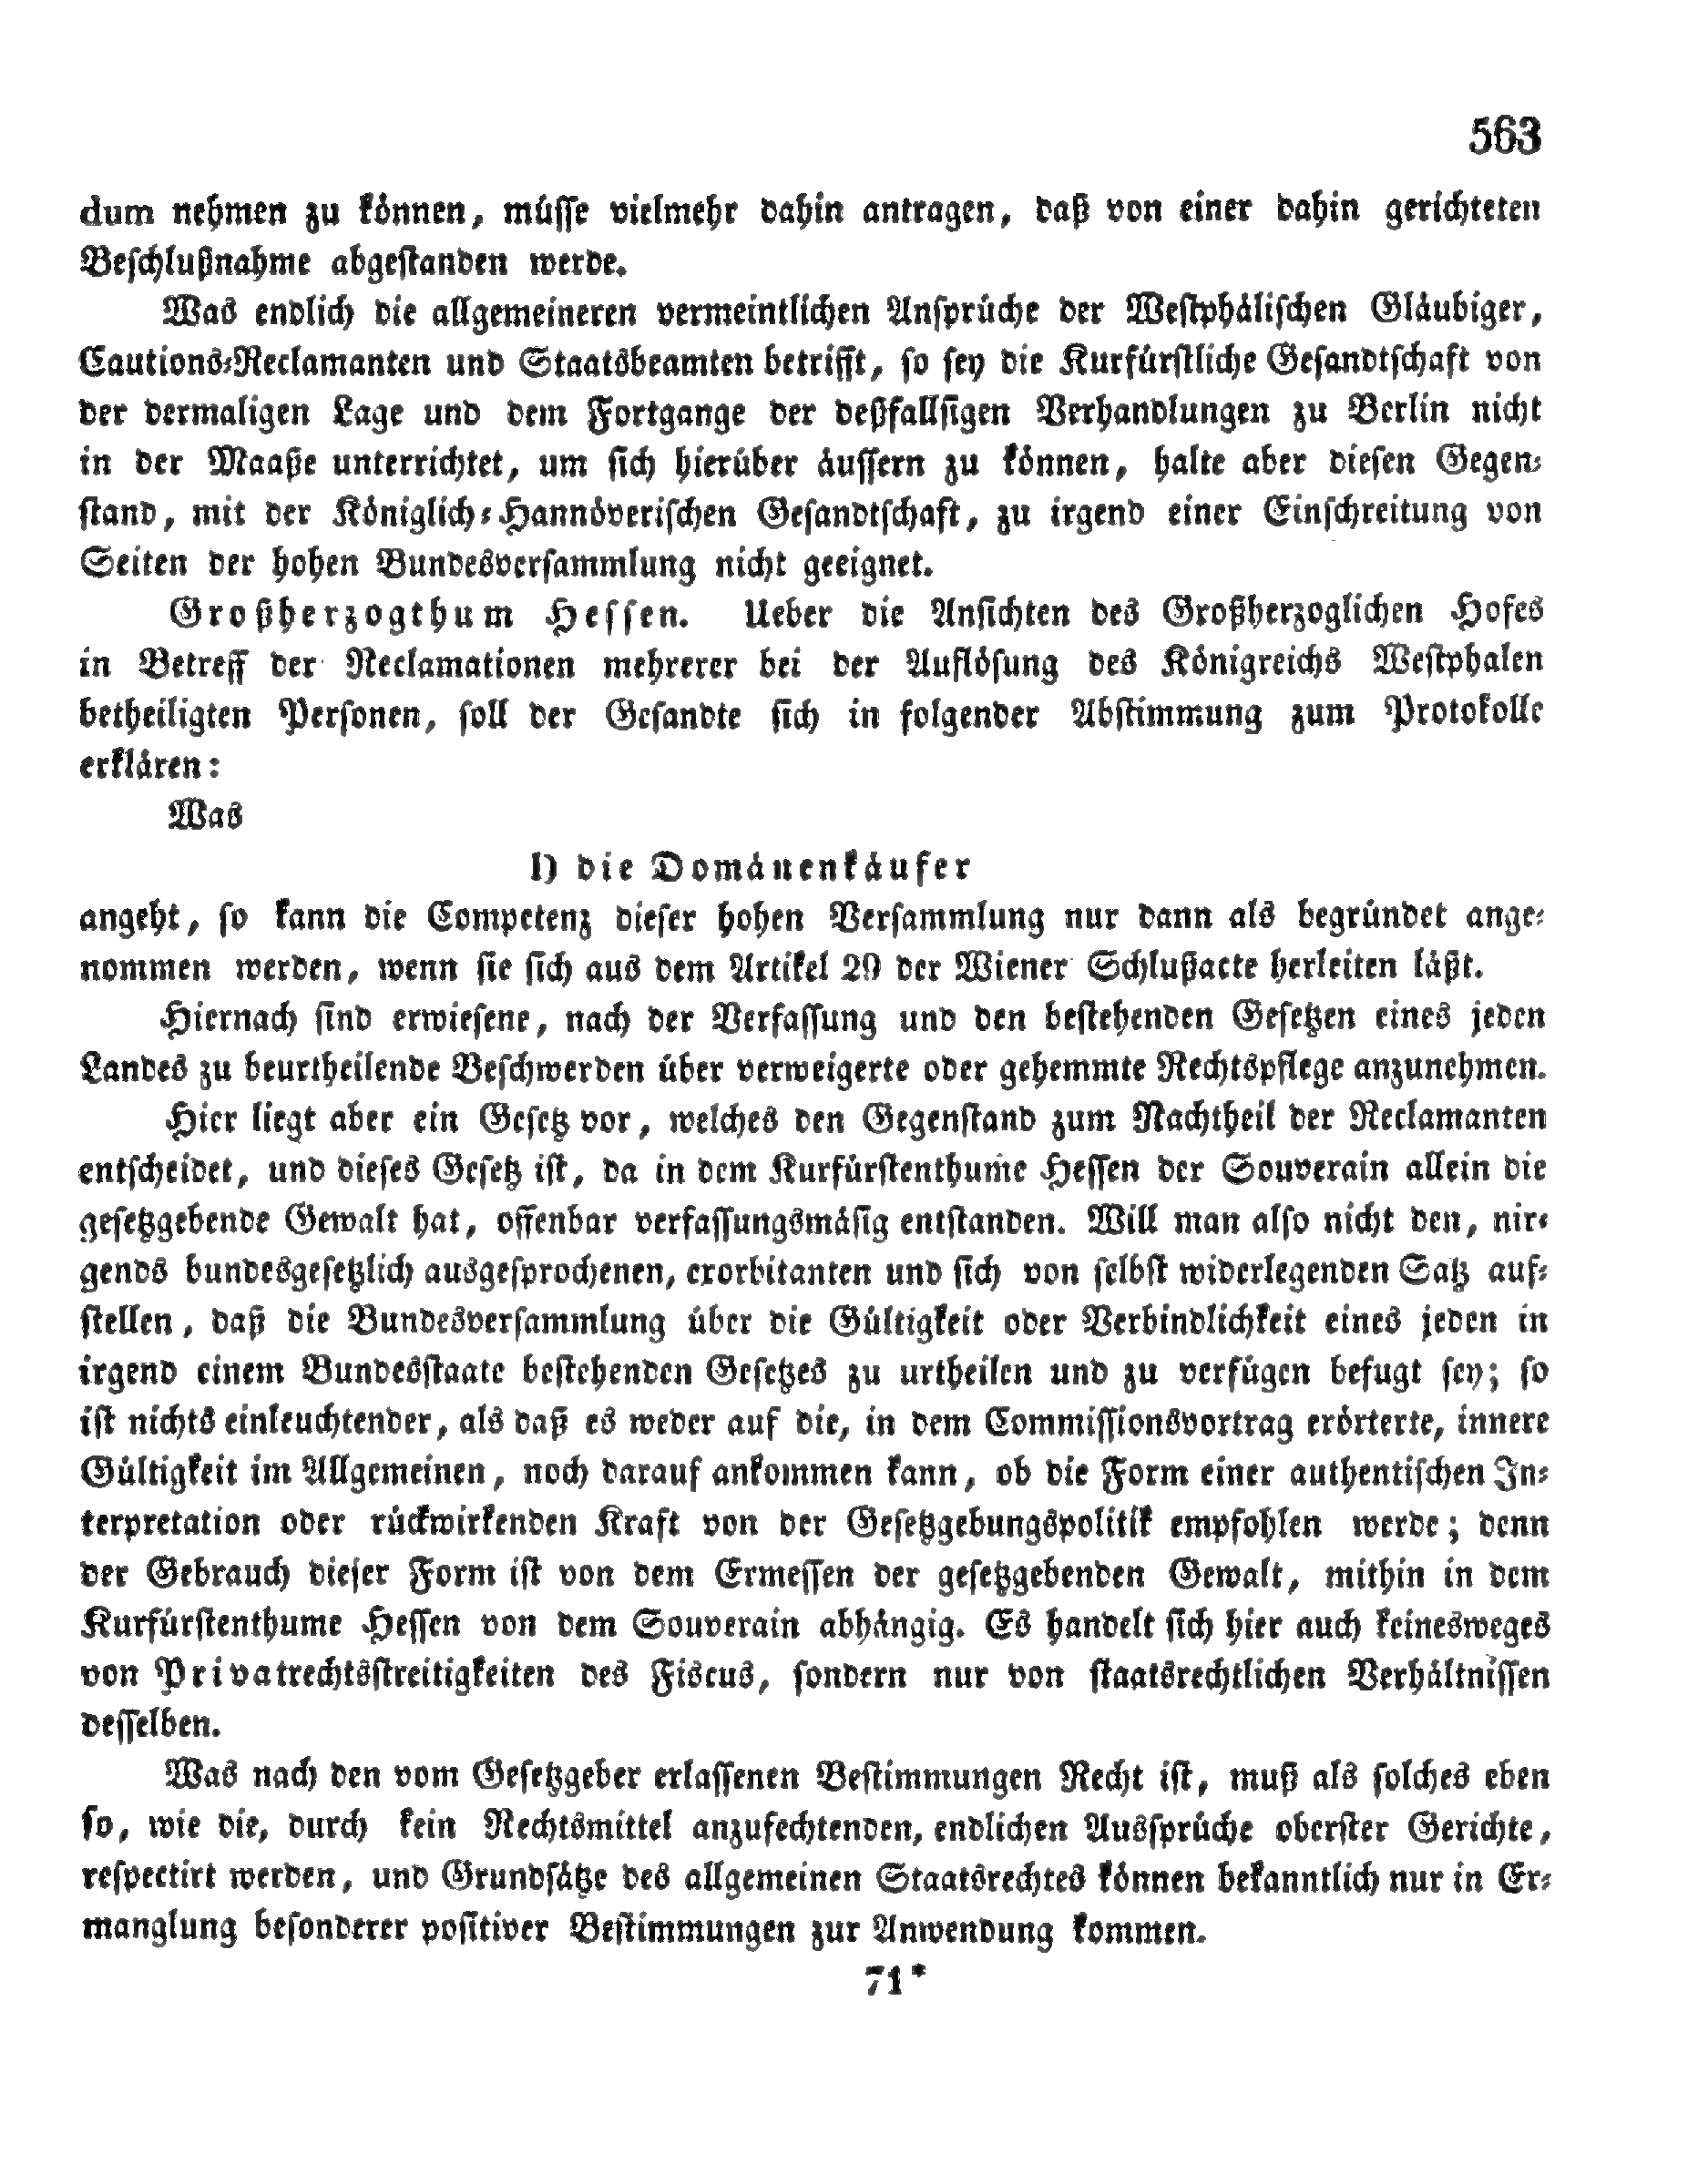 563
dum nehmen zu können, müsse vielmehr dahin antragen, daß von einer dahin gerichteten
Beschlußnahme abgestanden werde.
Was endlich die allgemeineren vermeintlichen Ansprüche der Westphälischen Gläubiger,
Cautions-Reclamanten und Staatsbeamten betrifft, so sey die Kurfürstliche Gesandtschaft von
der dermaligen Lage und dem Fortgange der deßfallsigen Verhandlungen zu Berlin nicht
in der Maaße unterrichtet, um sich hierüber äussern zu können, halte aber diesen Gegen-
stand, mit der Königlich-Hannöverischen Gesandtschaft, zu irgend einer Einschreitung von
Seiten der hohen Bundesversammlung nicht geeignet.
Großherzogthum Hessen. Ueber die Ansichten des Großherzoglichen Hofes
in Betreff der Reclamationen mehrerer bei der Auflösung des Königreichs Westphalen
betheiligten Personen, soll der Gesandte sich in folgender Abstimmung zum Protokolle
erklären:
Was
1) die Domänenkäufer
angeht, so kann die Competenz dieser hohen Versammlung nur dann als begründet ange-
nommen werden, wenn sie sich aus dem Artikel 29 der Wiener Schlußacte herleiten läßt.
Hiernach sind erwiesene, nach der Verfassung und den bestehenden Gesetzen eines jeden
Landes zu beurtheilende Beschwerden über verweigerte oder gehemmte Rechtspflege anzunehmen.
Hier liegt aber ein Gesetz vor, welches den Gegenstand zum Nachtheil der Reclamanten
entscheidet, und dieses Gesetz ist, da in dem Kurfürstenthume Hessen der Souverain allein die
gesetzgebende Gewalt hat, offenbar verfassungsmäsig entstanden. Will man also nicht den, nir-
gends bundesgesetzlich ausgesprochenen, exorbitanten und sich von selbst widerlegenden Satz auf-
stellen, daß die Bundesversammlung über die Gültigkeit oder Verbindlichkeit eines jeden in
irgend einem Bundesstaate bestehenden Gesetzes zu urtheilen und zu verfügen befugt sey; so
ist nichts einleuchtender, als daß es weder auf die, in dem Commissionsvortrag erörterte, innere
Gültigkeit im Allgemeinen, noch darauf ankommen kann, ob die Form einer authentischen In-
terpretation oder rückwirkenden Kraft von der Gesetzgebungspolitik empfohlen werde; denn
der Gebrauch dieser Form ist von dem Ermessen der gesetzgebenden Gewalt, mithin in dem
Kurfürstenthume Hessen von dem Souverain abhängig. Es handelt sich hier auch keinesweges
von Privatrechtsstreitigkeiten des Fiscus, sondern nur von staatsrechtlichen Verhältnissen
desselben.
Was nach den vom Gesetzgeber erlassenen Bestimmungen Recht ist, muß als solches eben
so, wie die, durch kein Rechtsmittel anzufechtenden, endlichen Aussprüche oberster Gerichte,
respectirt werden, und Grundsätze des allgemeinen Staatsrechtes können bekanntlich nur in Er-
manglung besonderer positiver Bestimmungen zur Anwendung kommen.
71*